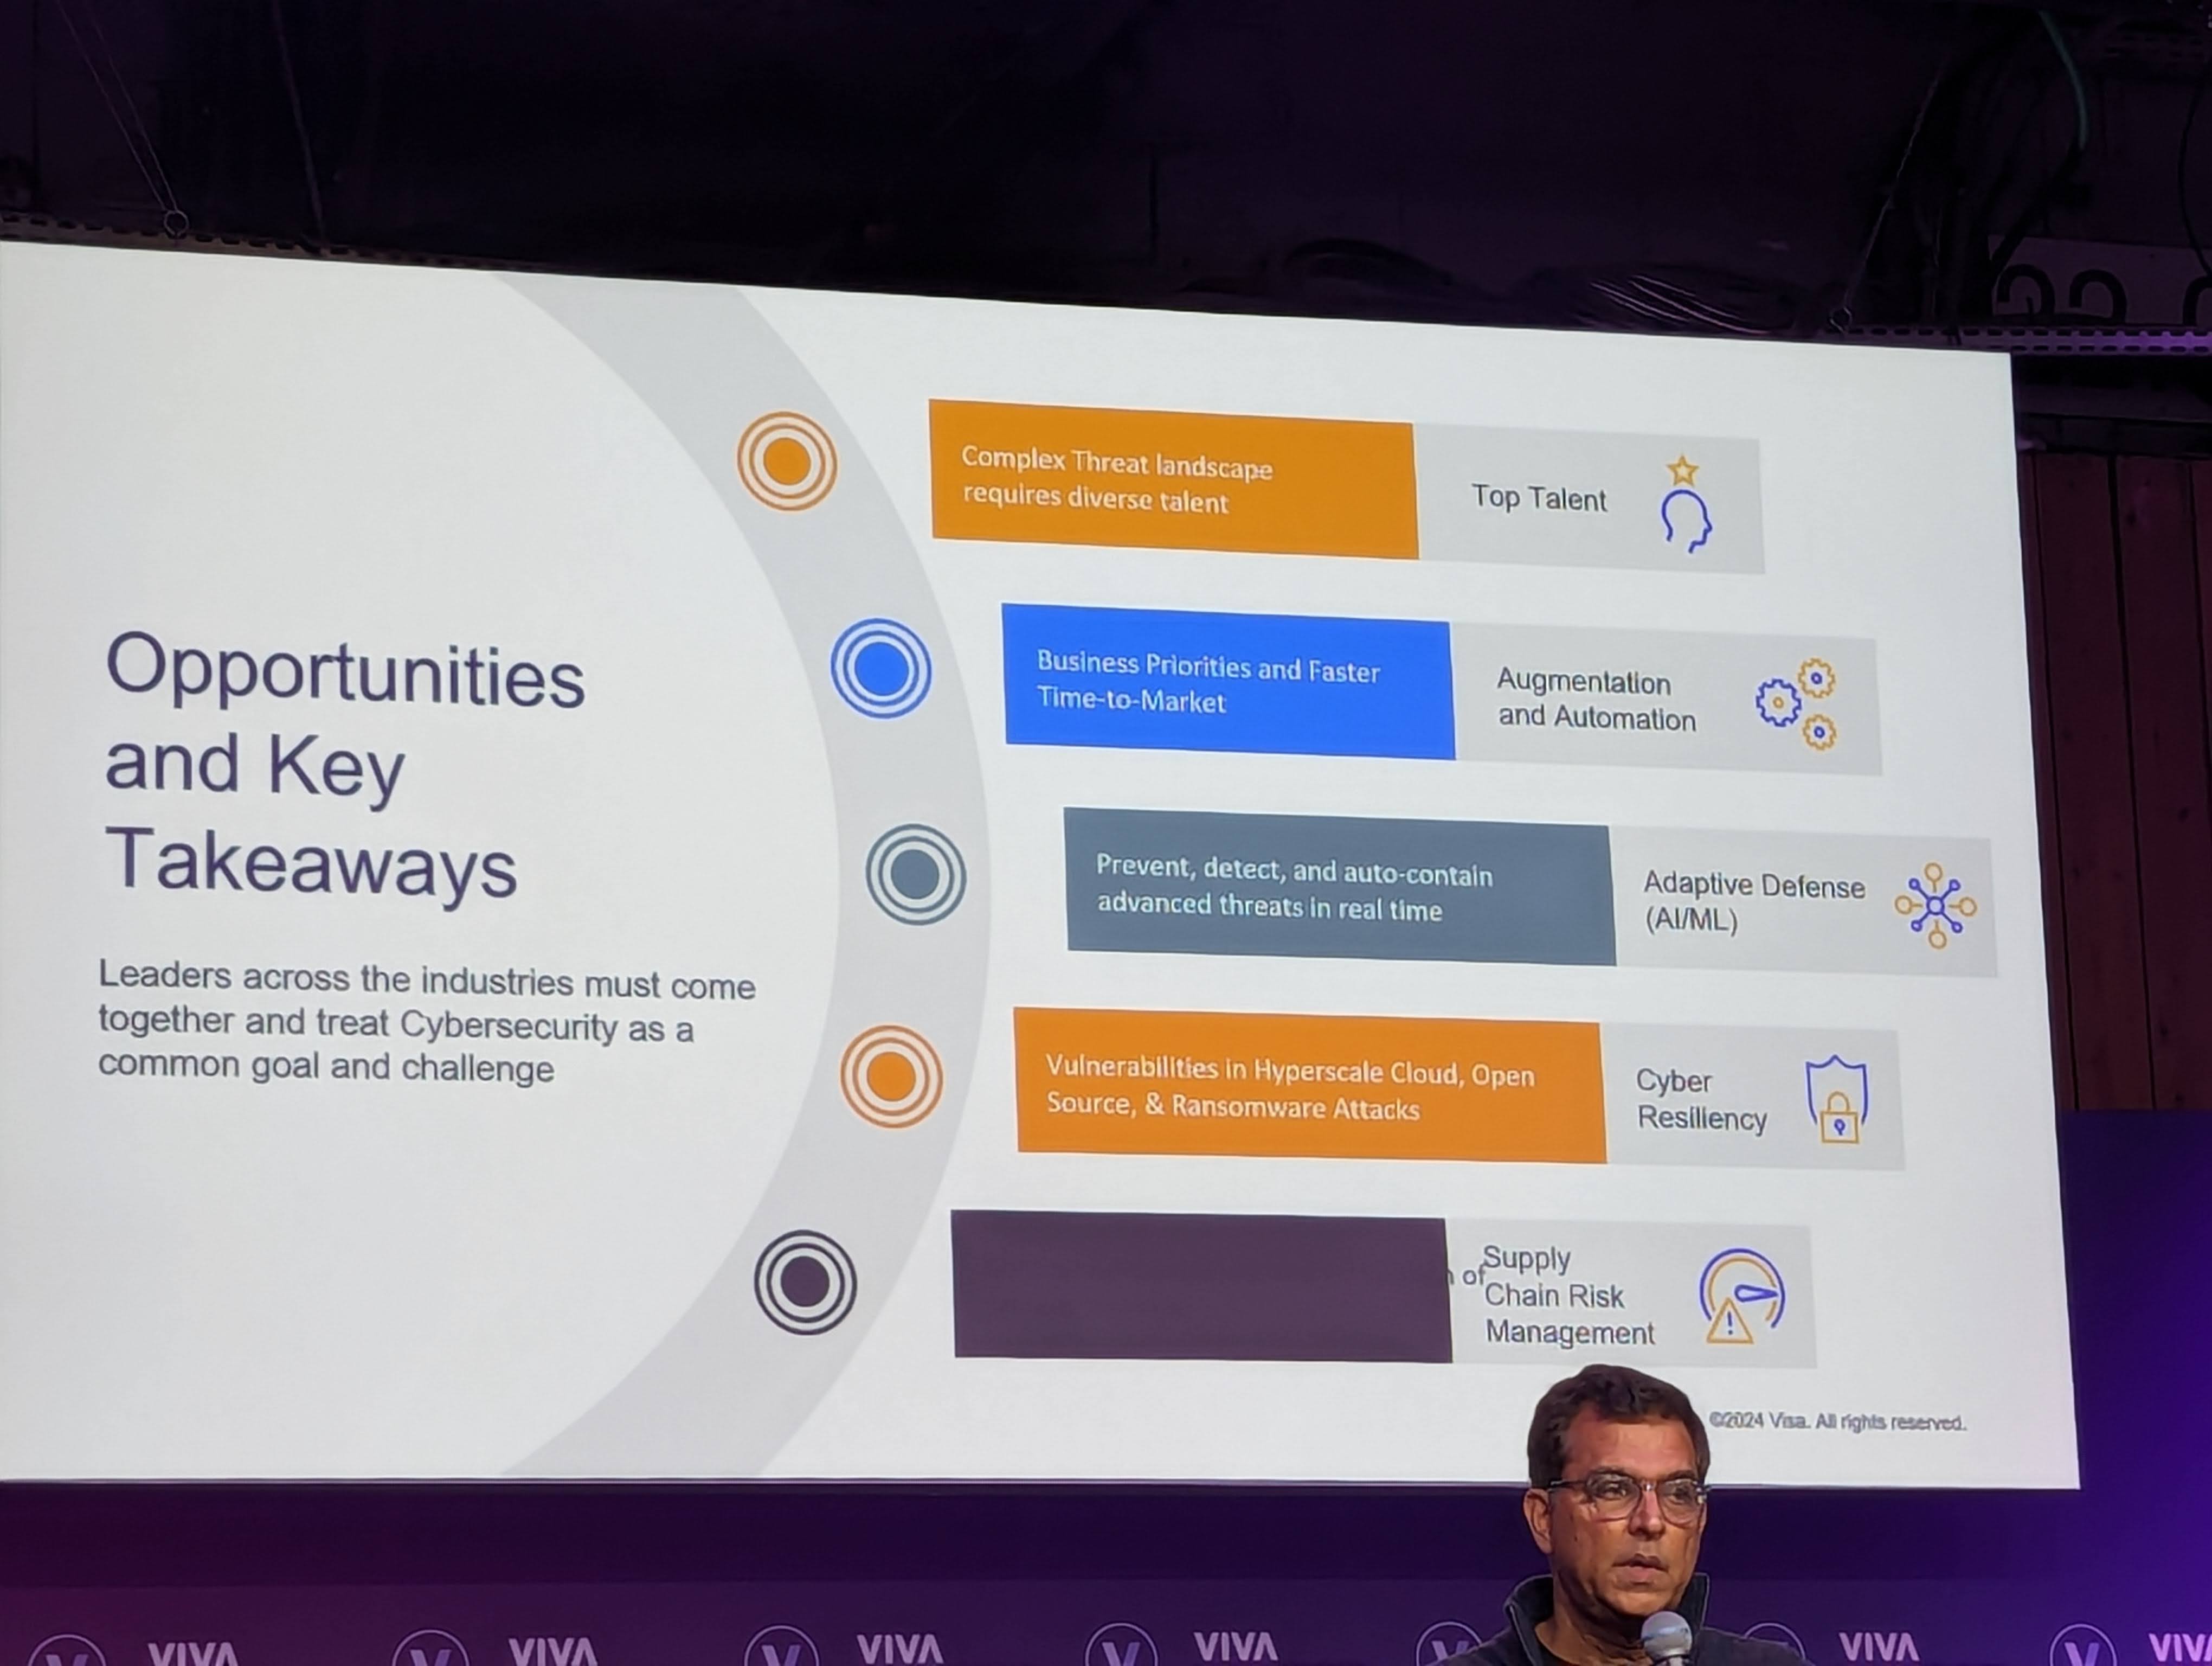 Opportunities
and Key
Takeaways
Leaders across the industries must come
together and treat Cybersecurity as a
common goal and challenge
Complex Threat landscape
requires diverse talent
Top Talent
Business Priorities and Faster
Time-to-Market
Augmentation
and Automation
Prevent, detect, and auto-contain
advanced threats in real time
Adaptive Defense
(AI/ML)
Vulnerabilities in Hyperscale Cloud, Open
Source, & Ransomware Attacks
Cyber
Resiliency
of
Supply
Chain Risk
Management
©2024 Visa. All rights reserved.
VIVA
VIVA
VIVA
VIVA
VIVA
VIVA